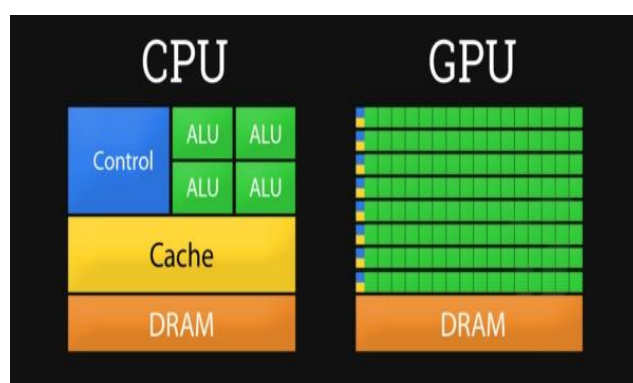 CPU
GPU
Control
ALU
ALU
ALU
ALU
Cache
DRAM
DRAM